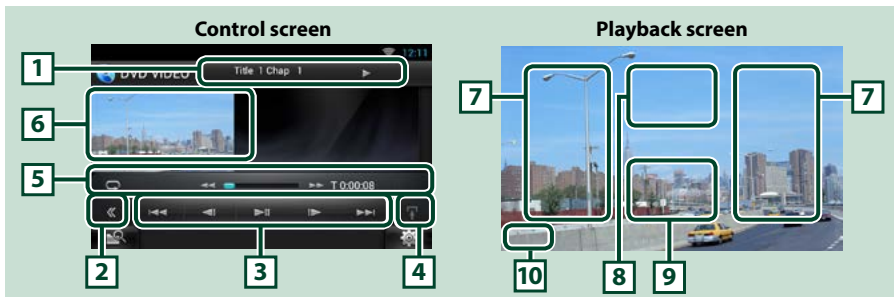 Control screen
Playback screen
12:11
1
DVD VIDEO
Title 1 Chap 1
6
5
T 0:00:08
2
3
4
7
7
8
9
10